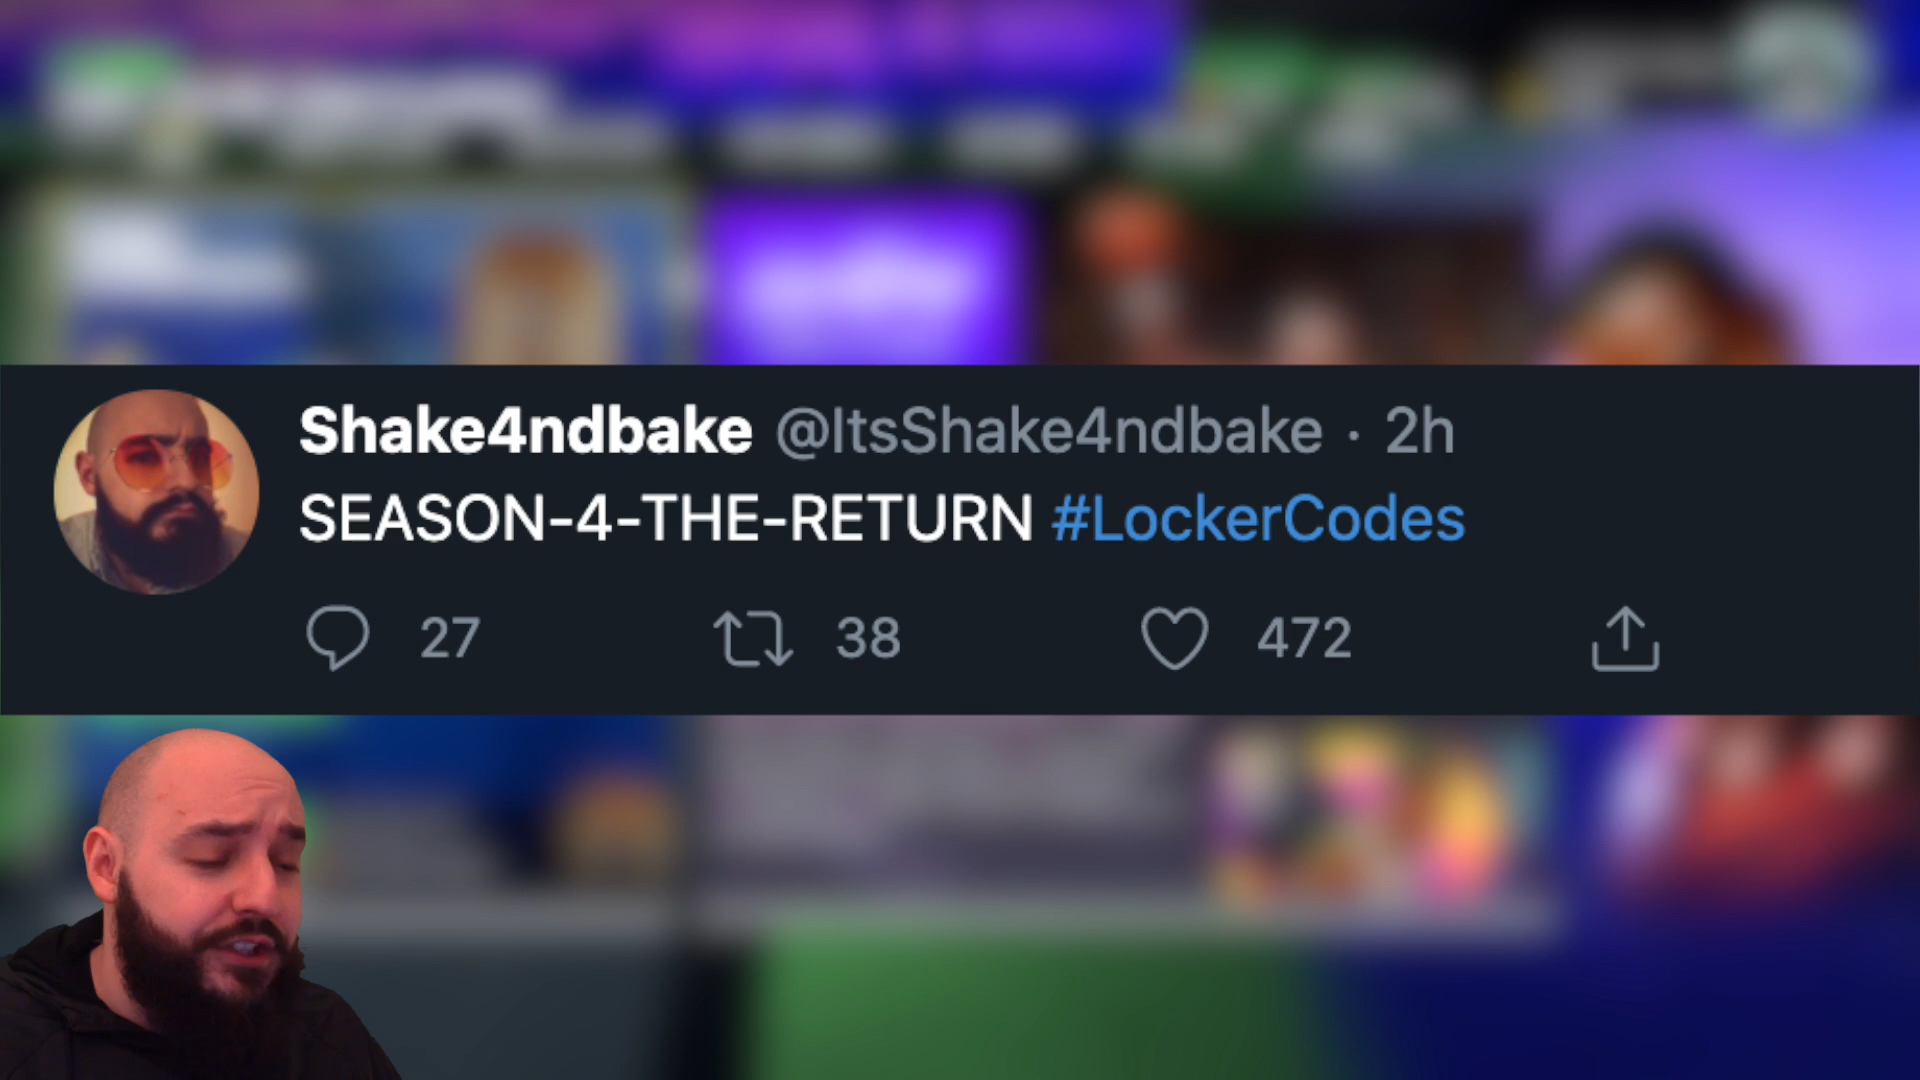 Shake4ndbake @ItsShake4ndbake · 2h
SEASON-4-THE-RETURN #LockerCodes
27 38 472